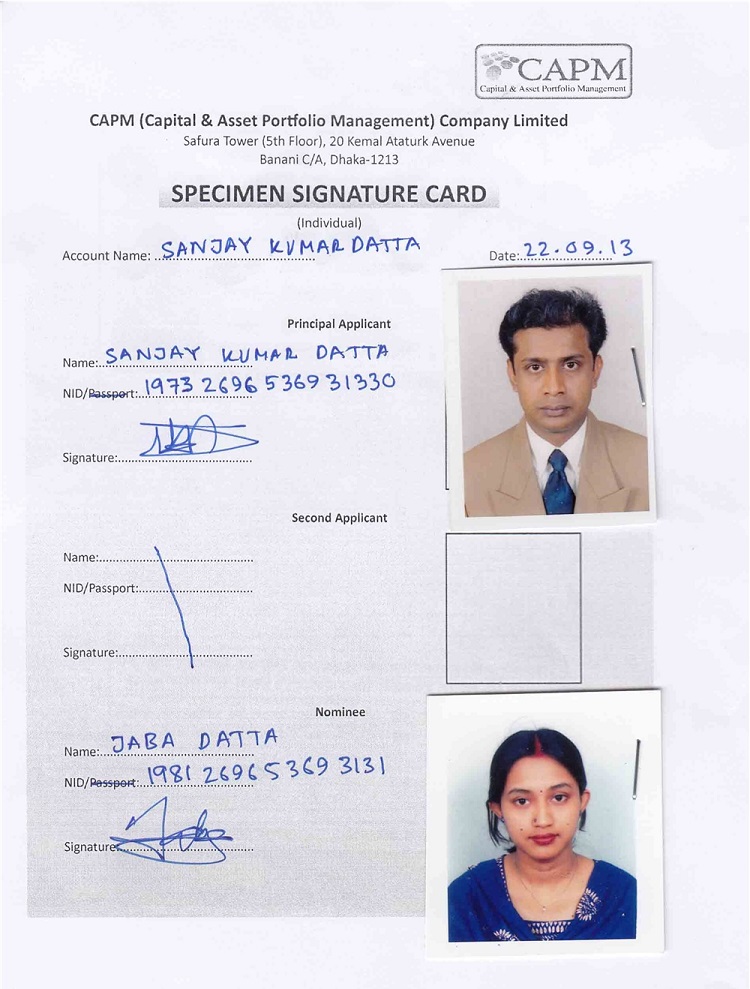 CAPM
Capital & Asset Portfolio Management
CAPM (Capital & Asset Portfolio Management) Company Limited
Safura Tower (5th Floor), 20 Kemal Ataturk Avenue
Banani C/A, Dhaka-1213
SPECIMEN SIGNATURE CARD
(Individual)
Account Name: SANJAY KUMAR DATTA Date: 22.09.13
Principal Applicant
Name: SANJAY KUMAR DATTA
NID/Passport: 1973 2696 536931330
Signature:
Second Applicant
Name:
NID/Passport:
Signature:
Nominee
Name: JABA DATTA
NID/Passport: 1981 2696 5369 3131
Signature: